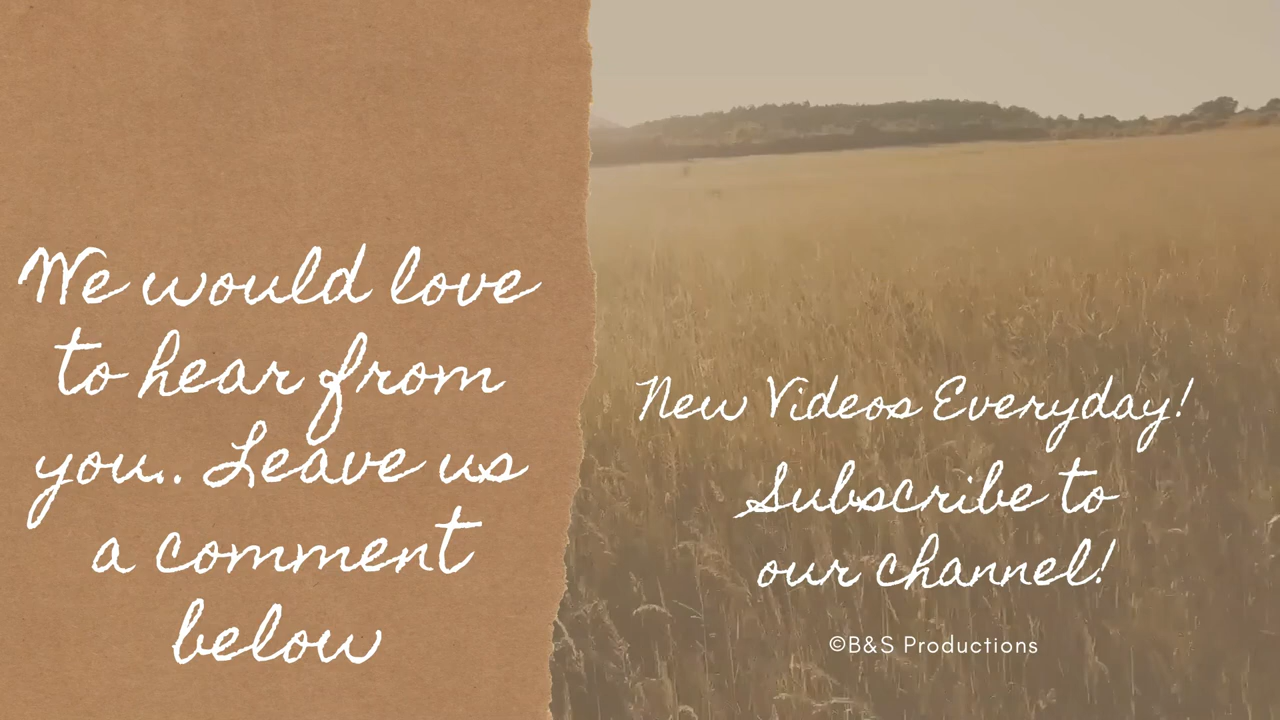 We would love
to hear from
you.. Leave us
a comment
below
New Videos Everyday!
Subscribe to
our channel!
©B&S Productions